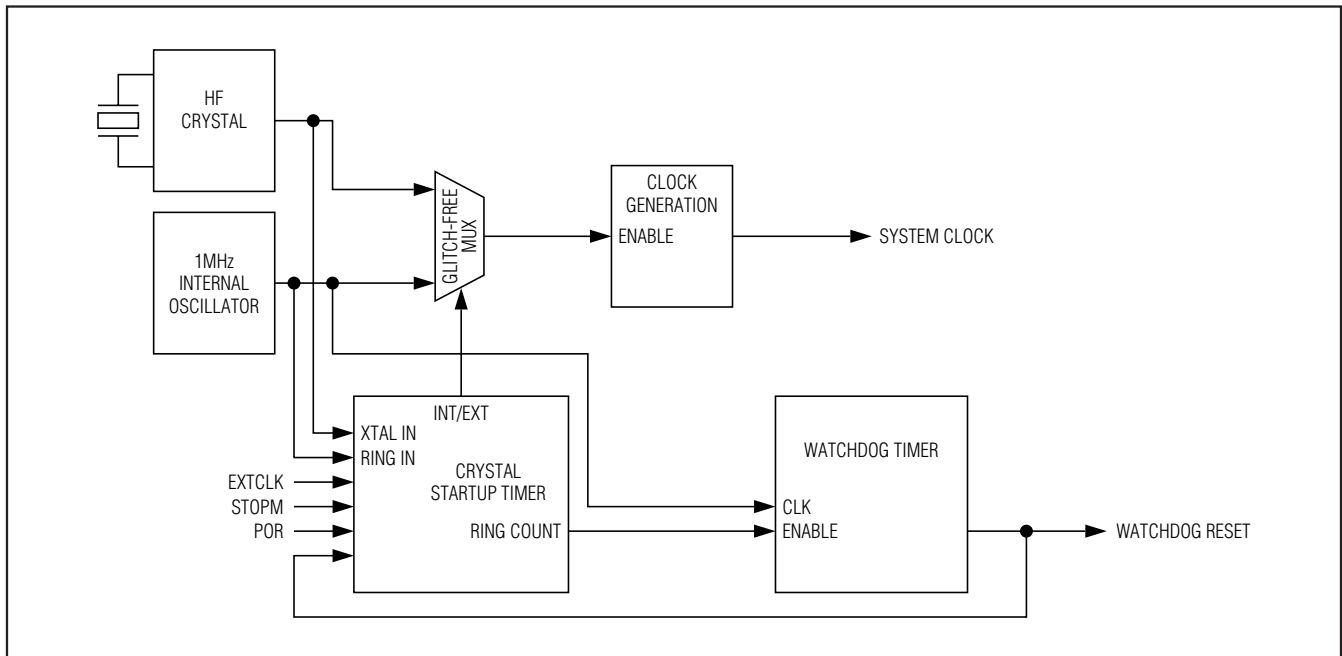 HF
CRYSTAL
1MHz
INTERNAL
OSCILLATOR
GLITCH-FREE
MUX
CLOCK
GENERATION
ENABLE
SYSTEM CLOCK
INT/EXT
XTAL IN
RING IN
CRYSTAL
STARTUP TIMER
RING COUNT
EXTCLK
STOPM
POR
WATCHDOG TIMER
CLK
ENABLE
WATCHDOG RESET